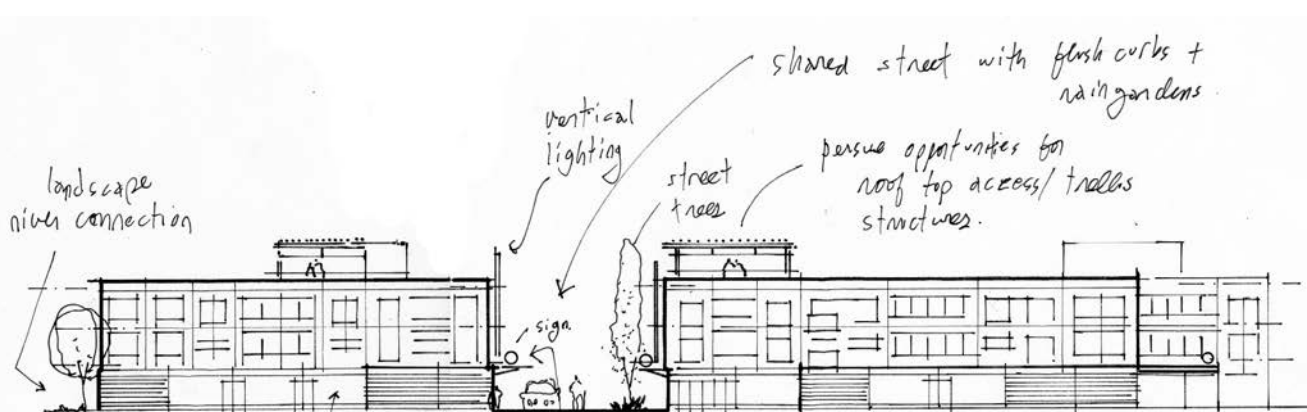 shared street with flush curbs +
raingardens.
vertical
lighting
persue opportunities for
roof top access/trellis
structures.
street
trees
landscape
river connection
sign.